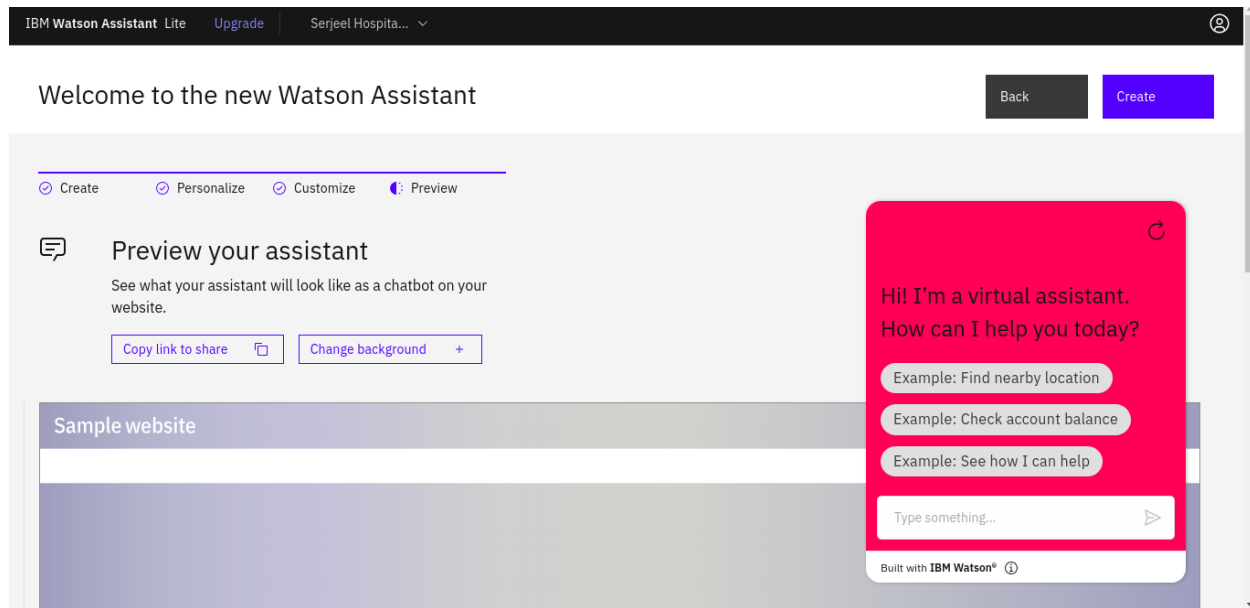 IBM Watson Assistant Lite Upgrade Serjeel Hospita...
Welcome to the new Watson Assistant
Back
Create
Create Personalize Customize Preview
Preview your assistant
See what your assistant will look like as a chatbot on your
website.
Copy link to share
Change background +
Sample website
Hi! I'm a virtual assistant.
How can I help you today?
Example: Find nearby location
Example: Check account balance
Example: See how I can help
Type something...
Built with IBM Watson®